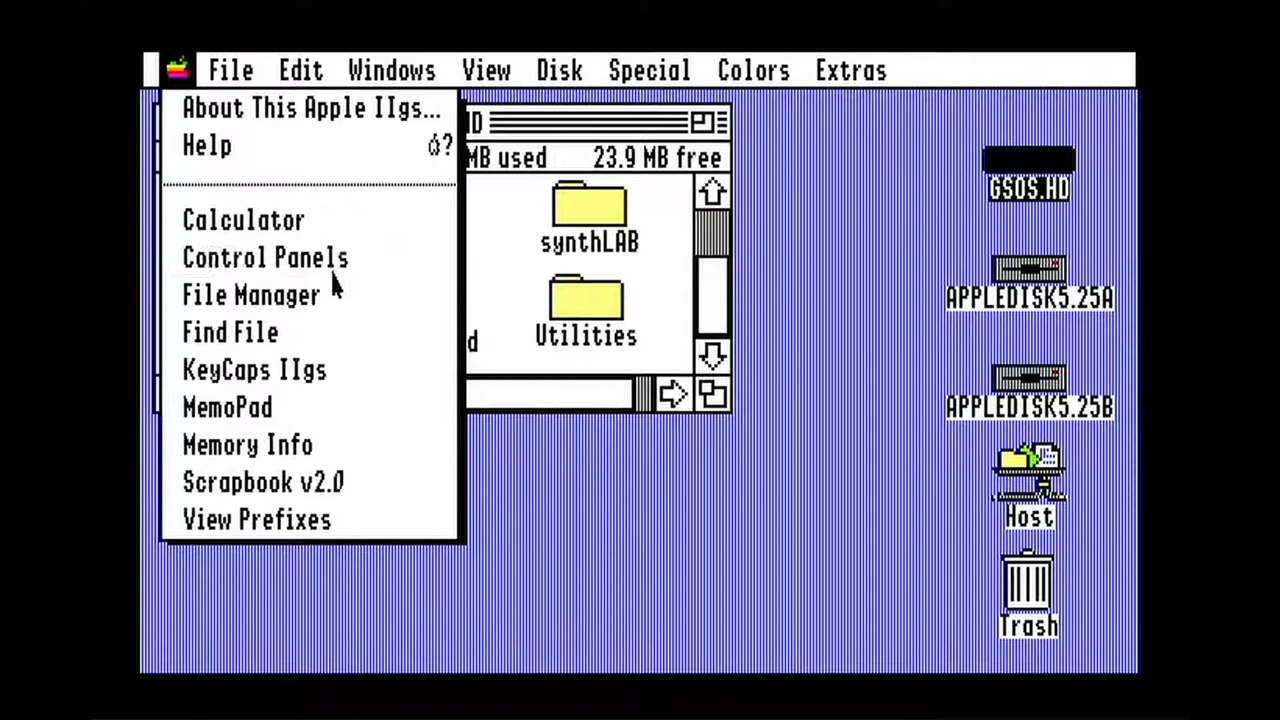 File Edit Windows View Disk Special Colors Extras
About This Apple IIgs...
Help ?
Calculator
Control Panels
File Manager
Find File
KeyCaps IIgs
MemoPad
Memory Info
Scrapbook v2.0
View Prefixes
D
MB used 23.9 MB free
synthLAB
d
Utilities
GSOS.HD
APPLEDISK5.25A
APPLEDISK5.25B
Host
Trash